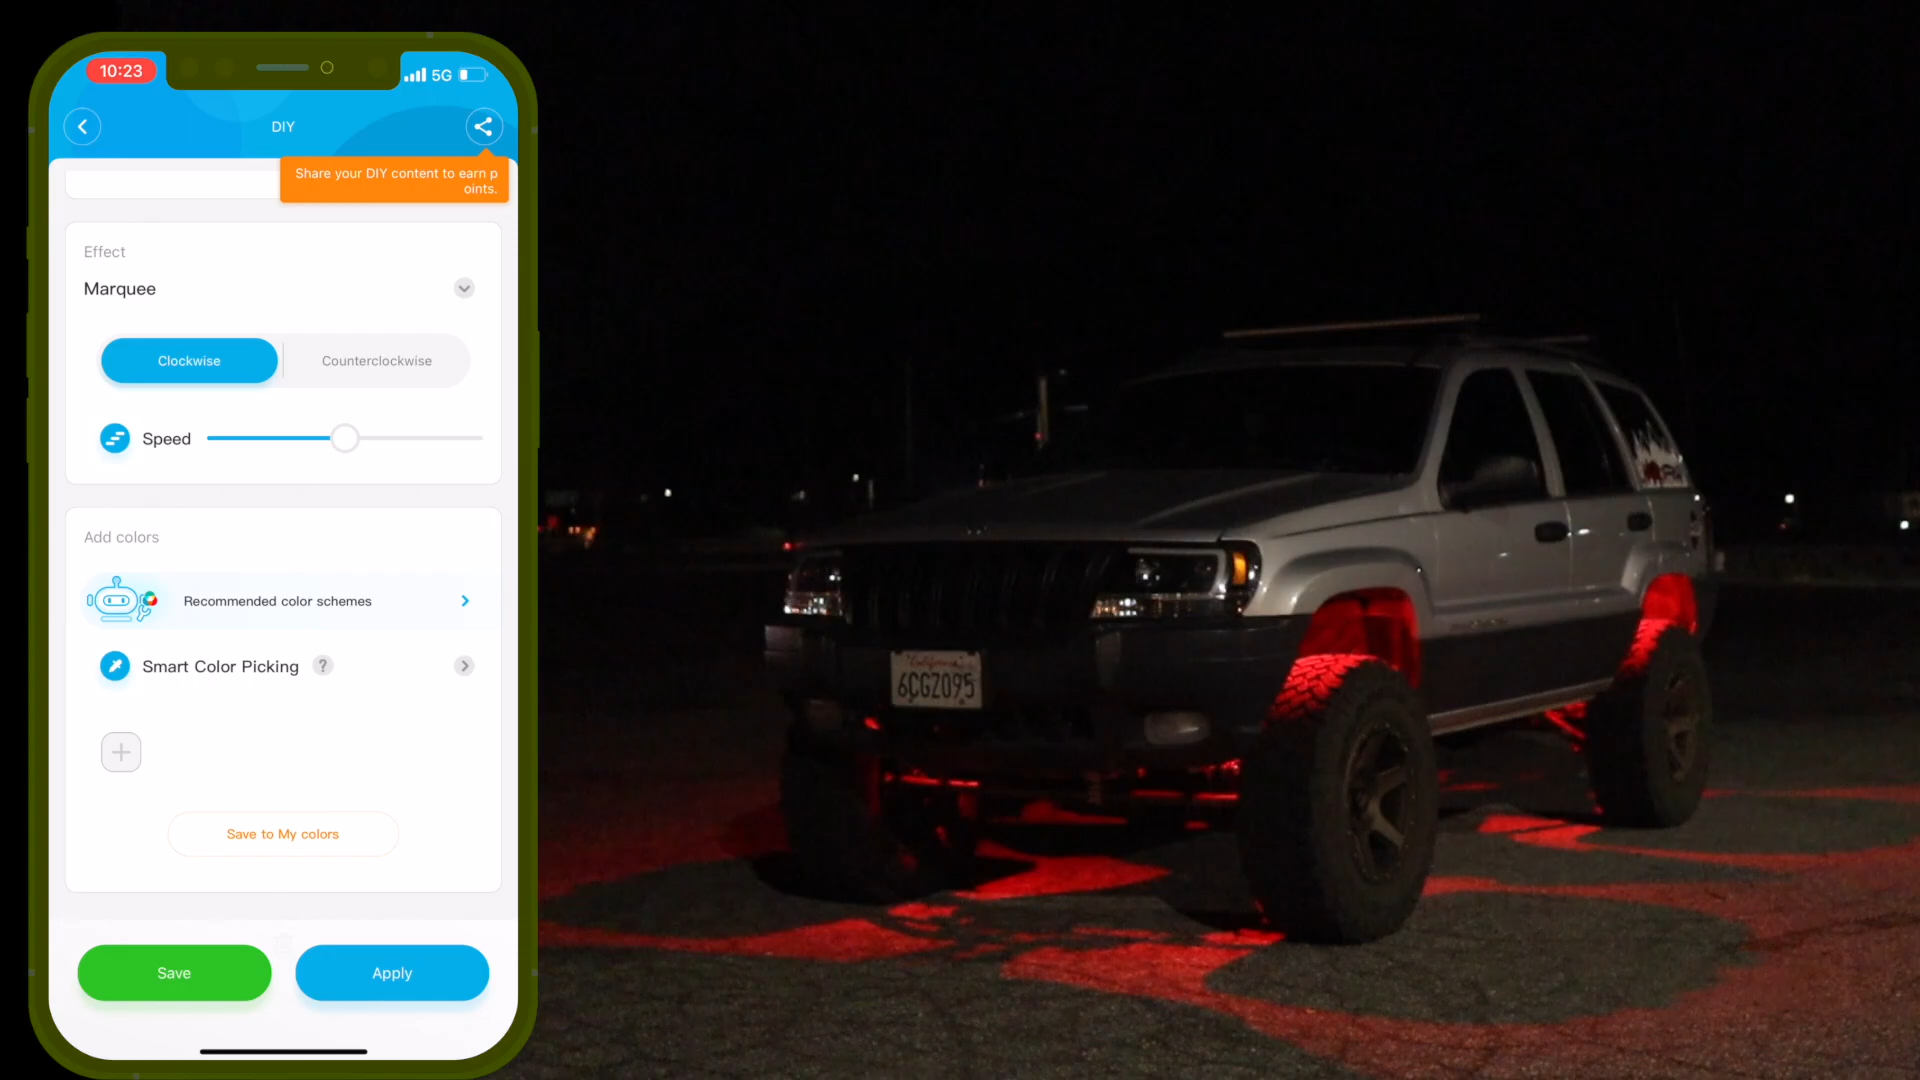 10:23
5G
DIY
Share your DIY content to earn p
oints.
Effect
Marquee
Clockwise
Counterclockwise
Speed
Add colors
Recommended color schemes
Smart Color Picking ?
Save to My colors
Save
Apply
California
6CGZ095